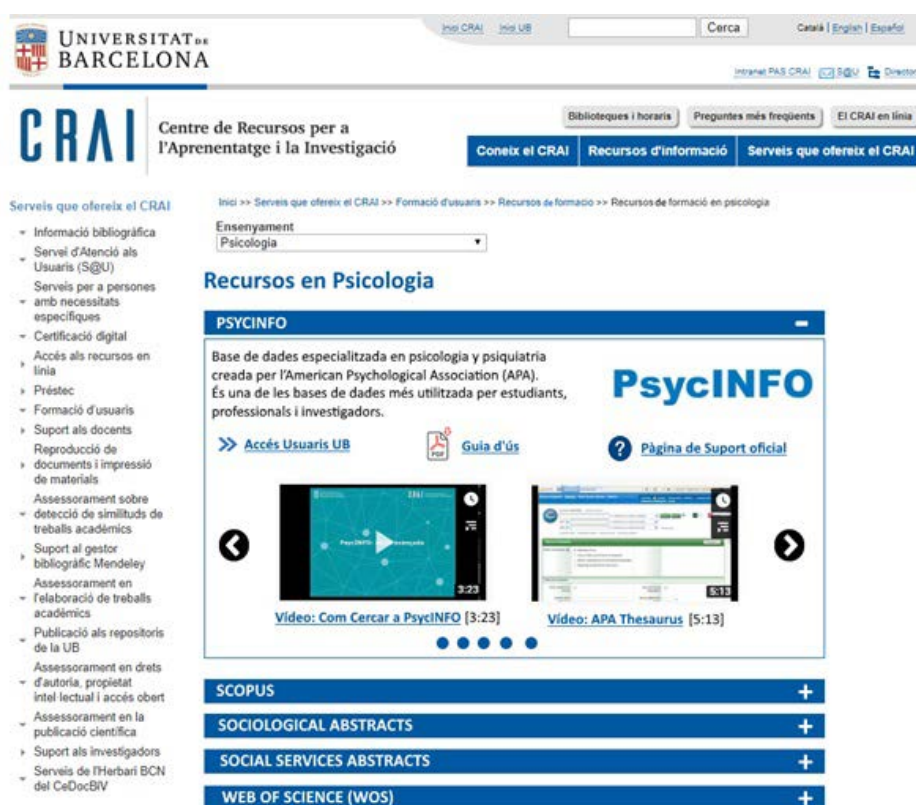 UNIVERSITAT DE
BARCELONA
Inici CRAI Inici UB
Cerca
Català | English | Español
Intranet PAS CRAI S@U Director
CRAI
Centre de Recursos per a
l'Aprenentatge i la Investigació
Biblioteques i horaris Preguntes més freqüents El CRAI en línia
Coneix el CRAI Recursos d'informació Serveis que ofereix el CRAI
Serveis que ofereix el CRAI
Informació bibliogràfica
Servei d'Atenció als
Usuaris (S@U)
Serveis per a persones
amb necessitats
específiques
Certificació digital
Accés als recursos en
línia
Préstec
Formació d'usuaris
Suport als docents
Reproducció de
documents i impressió
de materials
Assessorament sobre
detecció de similituds de
treballs acadèmics
Suport al gestor
bibliogràfic Mendeley
Assessorament en
l'elaboració de treballs
acadèmics
Publicació als repositoris
de la UB
Assessorament en drets
d'autoria, propietat
intel·lectual i accés obert
Assessorament en la
publicació científica
Suport als investigadors
Serveis de l'Herbari BCN
del CeDocBiV
Inici >> Serveis que ofereix el CRAI >> Formació d'usuaris >> Recursos de formacio >> Recursos de formació en psicologia
Ensenyament
Psicologia
Recursos en Psicologia
PSYCINFO
Base de dades especialitzada en psicologia y psiquiatria
creada per l'American Psychological Association (APA).
És una de les bases de dades més utilitzada per estudiants,
professionals i investigadors.
PsycINFO
Accés Usuaris UB
PDF
Guia d'ús
? Pàgina de Suport oficial
CRAI
3:23
5:13
Vídeo: Com Cercar a PsycINFO [3:23]
Vídeo: APA Thesaurus [5:13]
SCOPUS
SOCIOLOGICAL ABSTRACTS
SOCIAL SERVICES ABSTRACTS
WEB OF SCIENCE (WOS)